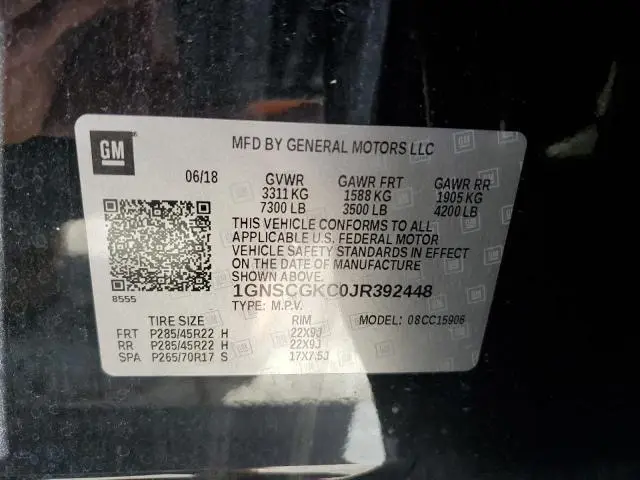 GM
MFD BY GENERAL MOTORS LLC
06/18 GVWR GAWR FRT GAWR RR
3311 KG 1588 KG 1905 KG
7300 LB 3500 LB 4200 LB
THIS VEHICLE CONFORMS TO ALL
APPLICABLE U.S. FEDERAL MOTOR
VEHICLE SAFETY STANDARDS IN EFFECT
ON THE DATE OF MANUFACTURE
SHOWN ABOVE.
8555
1GNSCGKC0JR392448
TYPE: M.P.V. MODEL: 08CC15906
TIRE SIZE RIM
FRT P285/45R22 H 22X9J
RR P285/45R22 H 22X9J
SPA P265/70R17 S 17X7.5J